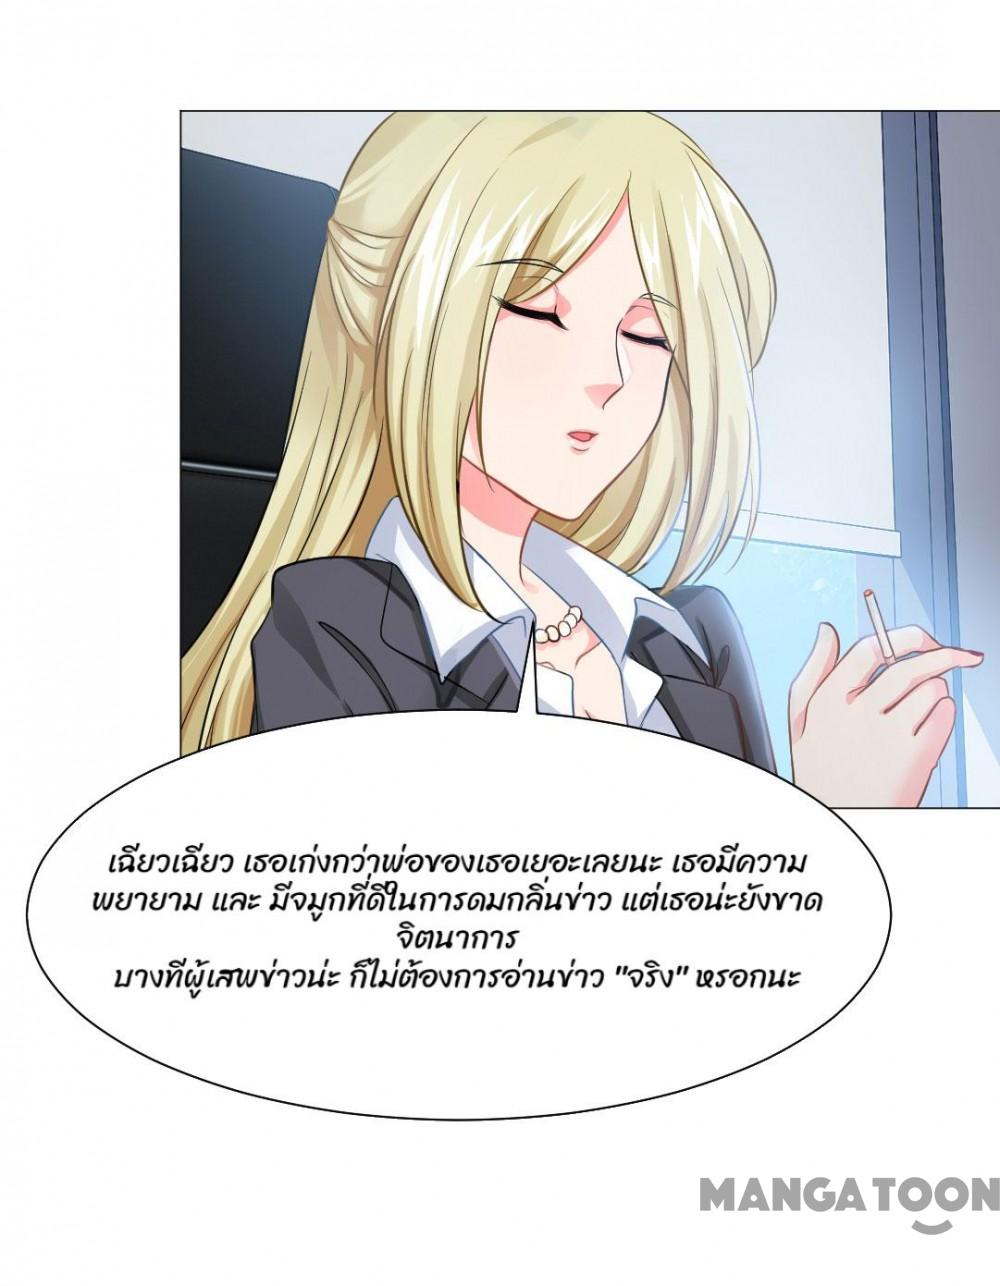 เฉียวเฉียว เธอเก่งกว่าพ่อของเธอเยอะเลยนะ เธอมีความ
พยายาม และ มีจมูกที่ดีในการดมกลิ่นข่าว แต่เธอน่ะยังขาด
จิตนาการ
บางทีผู้เสพข่าวน่ะ ก็ไม่ต้องการอ่านข่าว "จริง" หรอกนะ
MANGATOON